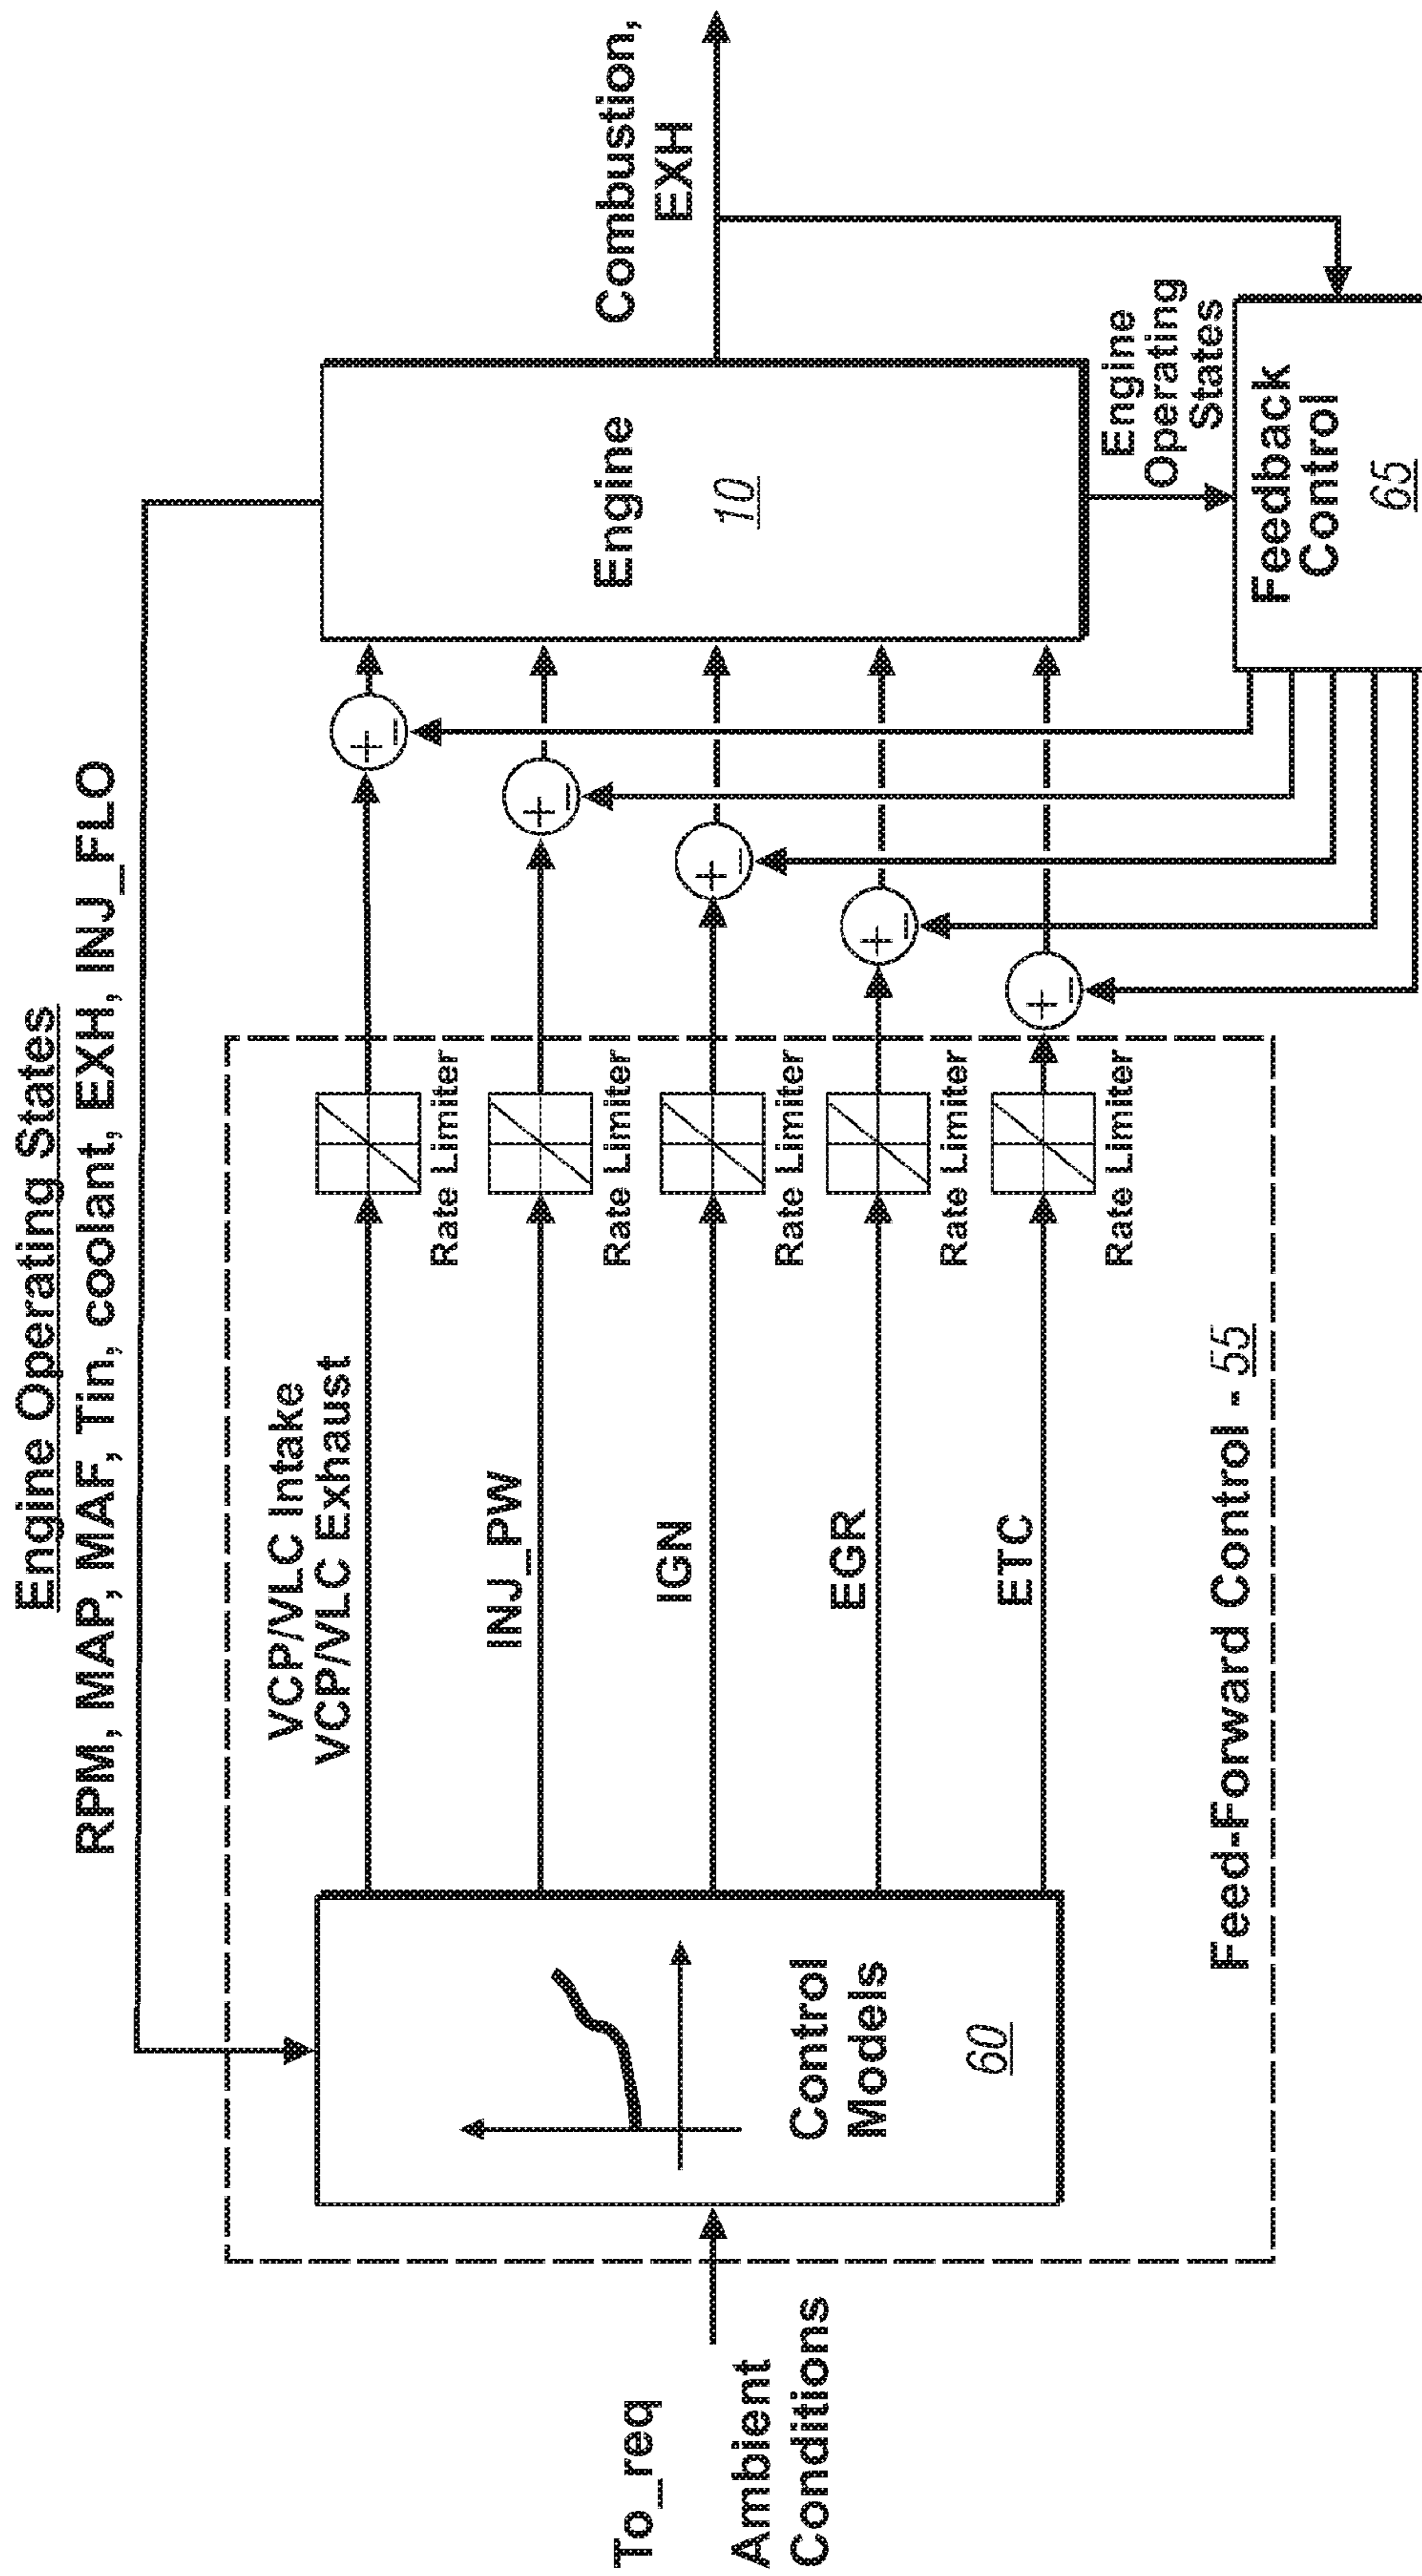 Engine Operating States
RPM, MAP, MAF, Tin, coolant, EXH, INJ_FLO
To_req
Ambient
Conditions
Control
Models
60
VCP/VLC Intake
VCP/VLC Exhaust
INJ_PW
IGN
EGR
ETC
Rate Limiter
Rate Limiter
Rate Limiter
Rate Limiter
Rate Limiter
Feed-Forward Control - 55
+
−
+
−
+
−
+
−
+
−
Engine
10
Combustion,
EXH
Engine
Operating
States
Feedback
Control
65